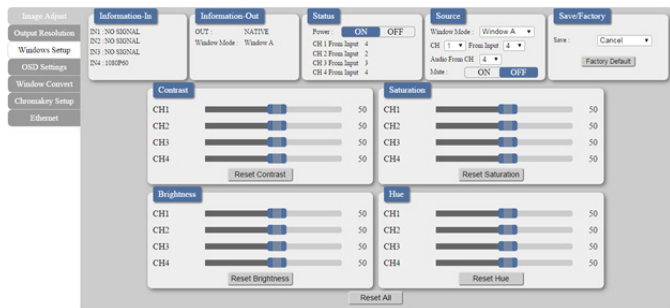 Image Adjust
Output Resolution
Windows Setup
OSD Settings
Window Convert
Chromakey Setup
Ethernet
Information-In
IN1 : NO SIGNAL
IN2 : NO SIGNAL
IN3 : NO SIGNAL
IN4 : 1080P60
Information-Out
OUT : NATIVE
Window Mode : Window A
Status
Power : ON OFF
CH 1 From Input 4
CH 2 From Input 2
CH 3 From Input 3
CH 4 From Input 4
Source
Window Mode : Window A
CH 1 From Input 4
Audio From CH 4
Mute : ON OFF
Save/Factory
Save : Cancel
Factory Default
Contrast
CH1 50
CH2 50
CH3 50
CH4 50
Reset Contrast
Saturation
CH1 50
CH2 50
CH3 50
CH4 50
Reset Saturation
Brightness
CH1 50
CH2 50
CH3 50
CH4 50
Reset Brightness
Hue
CH1 50
CH2 50
CH3 50
CH4 50
Reset Hue
Reset All